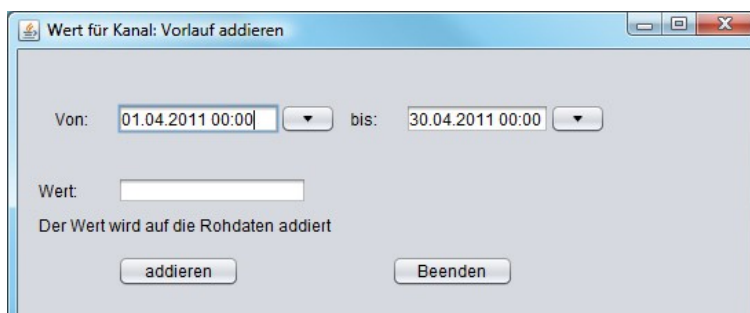 Wert für Kanal: Vorlauf addieren
Von: 01.04.2011 00:00 bis: 30.04.2011 00:00
Wert:
Der Wert wird auf die Rohdaten addiert
addieren Beenden